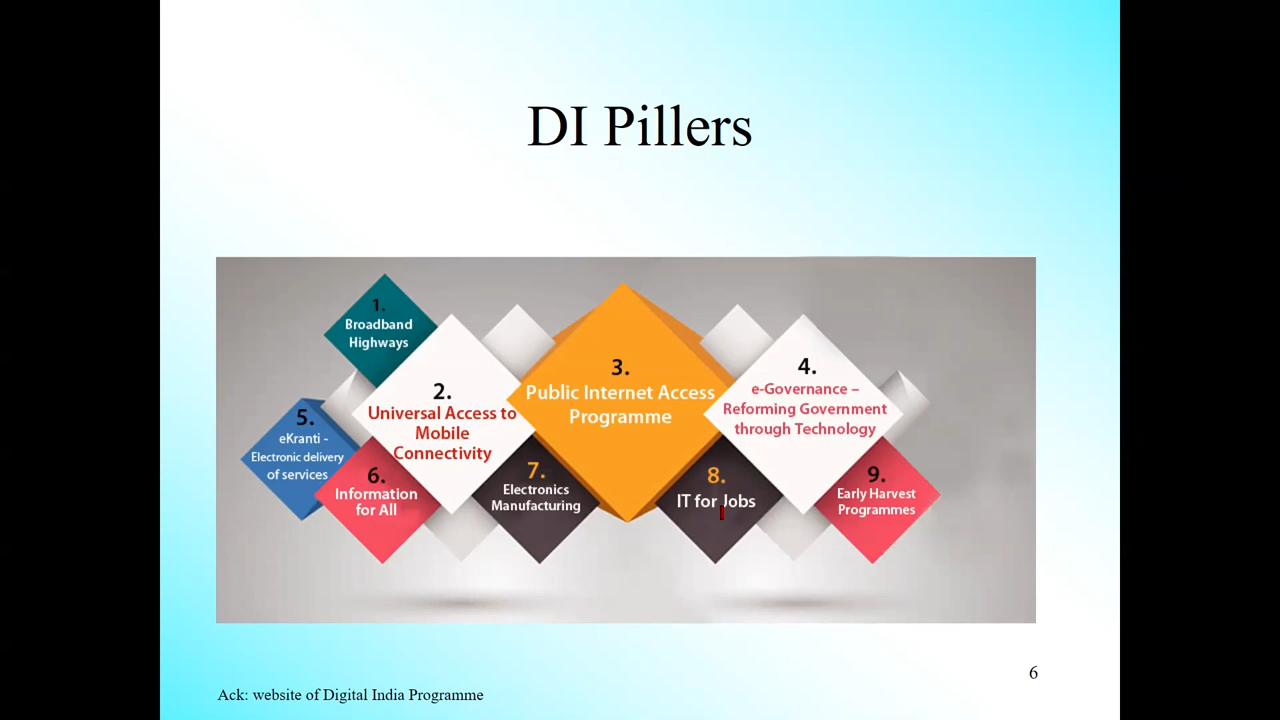 DI Pillers
1.
Broadband
Highways
2.
Universal Access to
Mobile
Connectivity
3.
Public Internet Access
Programme
4.
e-Governance –
Reforming Government
through Technology
5.
eKranti -
Electronic delivery
of services
6.
Information
for All
7.
Electronics
Manufacturing
8.
IT for Jobs
9.
Early Harvest
Programmes
6
Ack: website of Digital India Programme